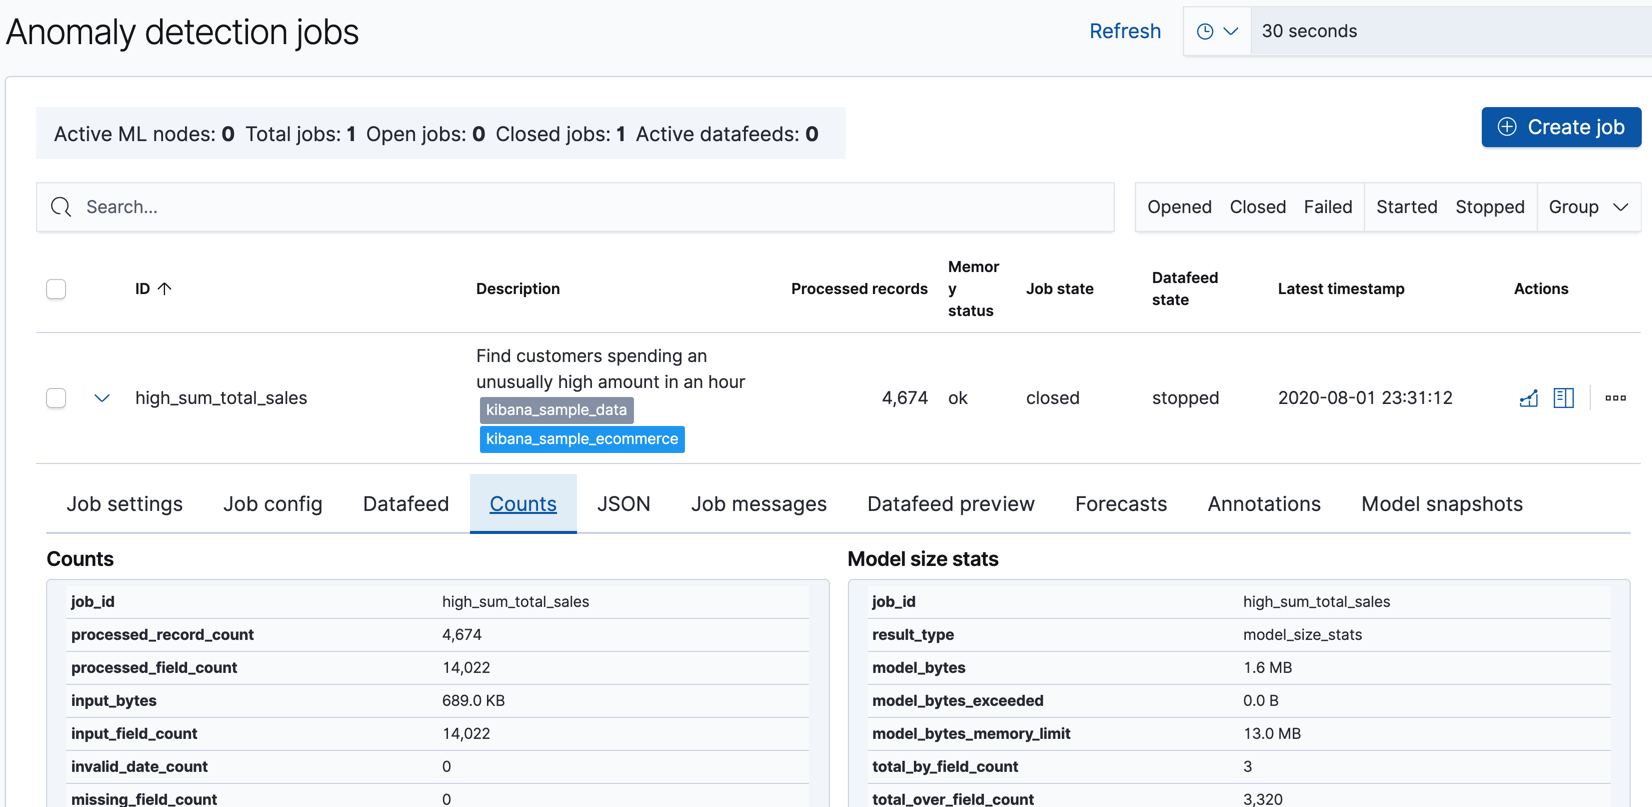 Anomaly detection jobs
Refresh
30 seconds
Active ML nodes: 0 Total jobs: 1 Open jobs: 0 Closed jobs: 1 Active datafeeds: 0
Create job
Search...
Opened Closed Failed Started Stopped Group
ID Description Processed records Memory status Job state Datafeed state Latest timestamp Actions
high_sum_total_sales
Find customers spending an
unusually high amount in an hour
kibana_sample_data
kibana_sample_ecommerce
4,674 ok closed stopped 2020-08-01 23:31:12
Job settings Job config Datafeed Counts JSON Job messages Datafeed preview Forecasts Annotations Model snapshots
Counts
job_id high_sum_total_sales
processed_record_count 4,674
processed_field_count 14,022
input_bytes 689.0 KB
input_field_count 14,022
invalid_date_count 0
missing_field_count 0
Model size stats
job_id high_sum_total_sales
result_type model_size_stats
model_bytes 1.6 MB
model_bytes_exceeded 0.0 B
model_bytes_memory_limit 13.0 MB
total_by_field_count 3
total_over_field_count 3,320